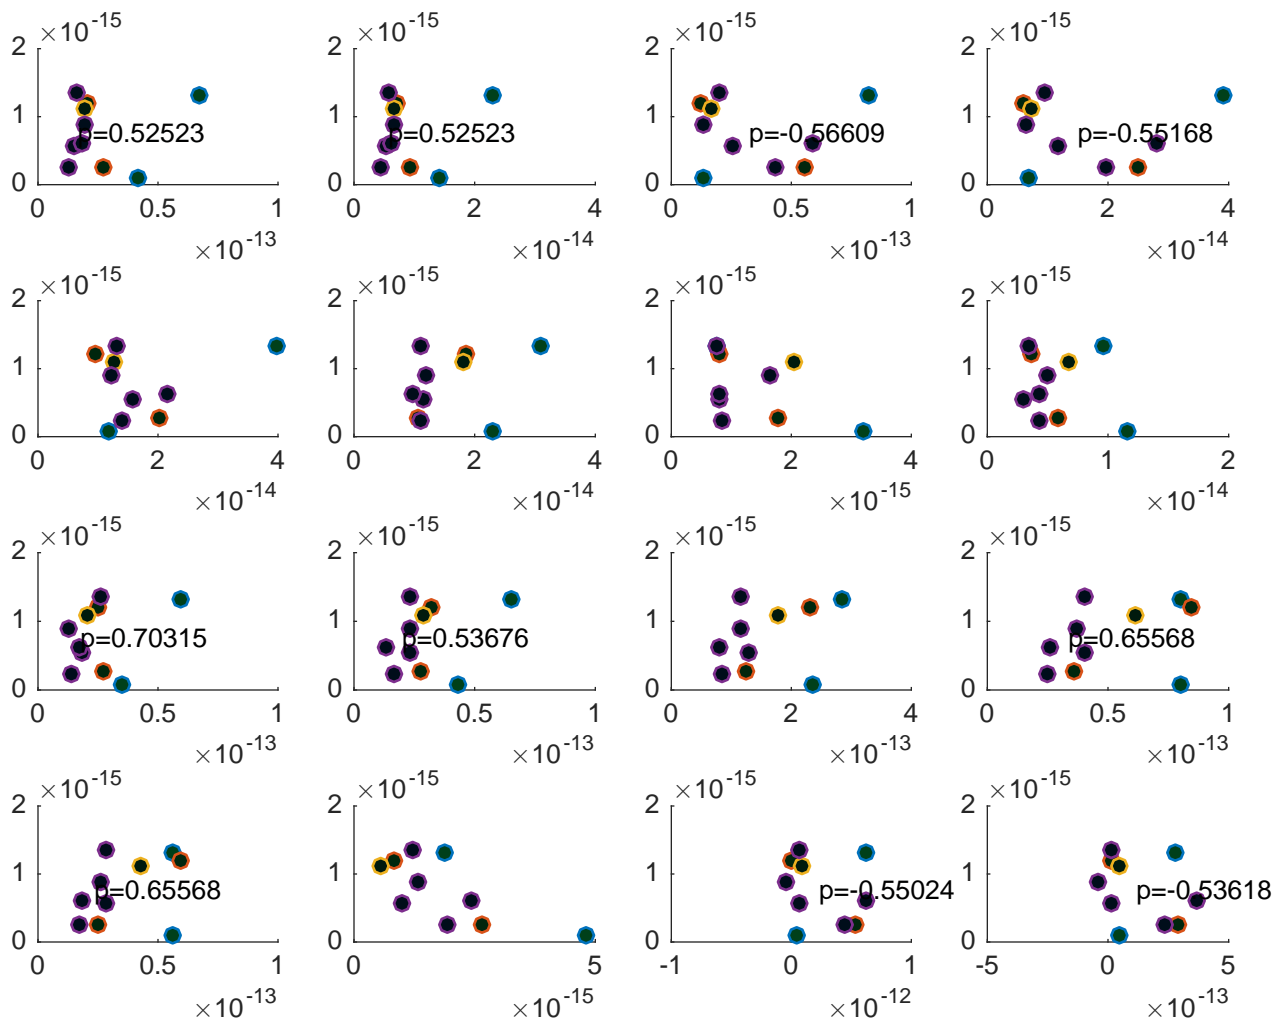 2 ×10-15 2 ×10-15 2 ×10-15 2 ×10-15
1 1 1 1
p=0.52523 p=0.52523 p=-0.56609 p=-0.55168
0 0 0 0
0 0.5 1 0 2 4 0 0.5 1 0 2 4
×10-13 ×10-14 ×10-13 ×10-14
2 ×10-15 2 ×10-15 2 ×10-15 2 ×10-15
1 1 1 1
0 0 0 0
0 2 4 0 2 4 0 2 4 0 1 2
×10-14 ×10-14 ×10-15 ×10-14
2 ×10-15 2 ×10-15 2 ×10-15 2 ×10-15
1 1 1 1
p=0.70315 p=0.53676 p=0.65568
0 0 0 0
0 0.5 1 0 0.5 1 0 2 4 0 0.5 1
×10-13 ×10-13 ×10-13 ×10-13
2 ×10-15 2 ×10-15 2 ×10-15 2 ×10-15
1 1 1 1
p=0.65568 p=-0.55024 p=-0.53618
0 0 0 0
0 0.5 1 0 5 -1 0 1 -5 0 5
×10-13 ×10-15 ×10-12 ×10-13